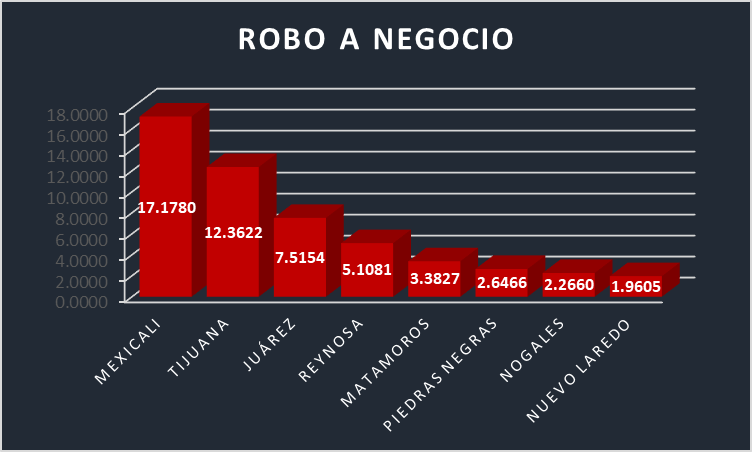 ROBO A NEGOCIO
18.0000
16.0000
14.0000
12.0000
10.0000
8.0000
6.0000
4.0000
2.0000
0.0000
17.1780
12.3622
7.5154
5.1081
3.3827
2.6466
2.2660
1.9605
MEXICALI
TIJUANA
JUÁREZ
REYNOSA
MATAMOROS
PIEDRAS NEGRAS
NOGALES
NUEVO LAREDO